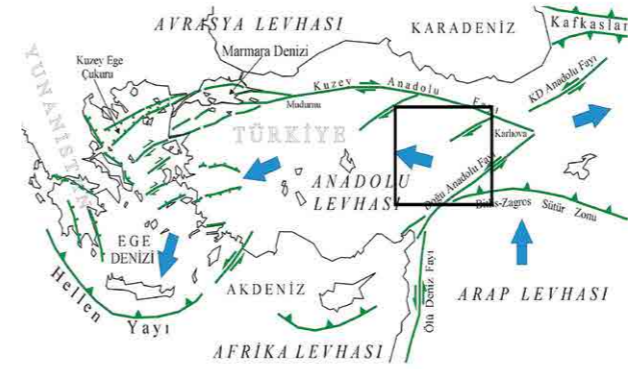 AVRASYA LEVHASI
KARADENİZ
Kafkaslar
Marmara Denizi
Kuzey Ege
Çukuru
YUNANİSTAN
Kuzey Anadolu Fayı
KD Anadolu Fayı
Mudurnu
TÜRKİYE
Karlıova
ANADOLU
LEVHASI
Doğu Anadolu Fayı
Bitlis-Zagros Sütür Zonu
EGE
DENİZİ
AKDENİZ
Ölü Deniz Fayı
ARAP LEVHASI
Hellen Yayı
AFRİKA LEVHASI